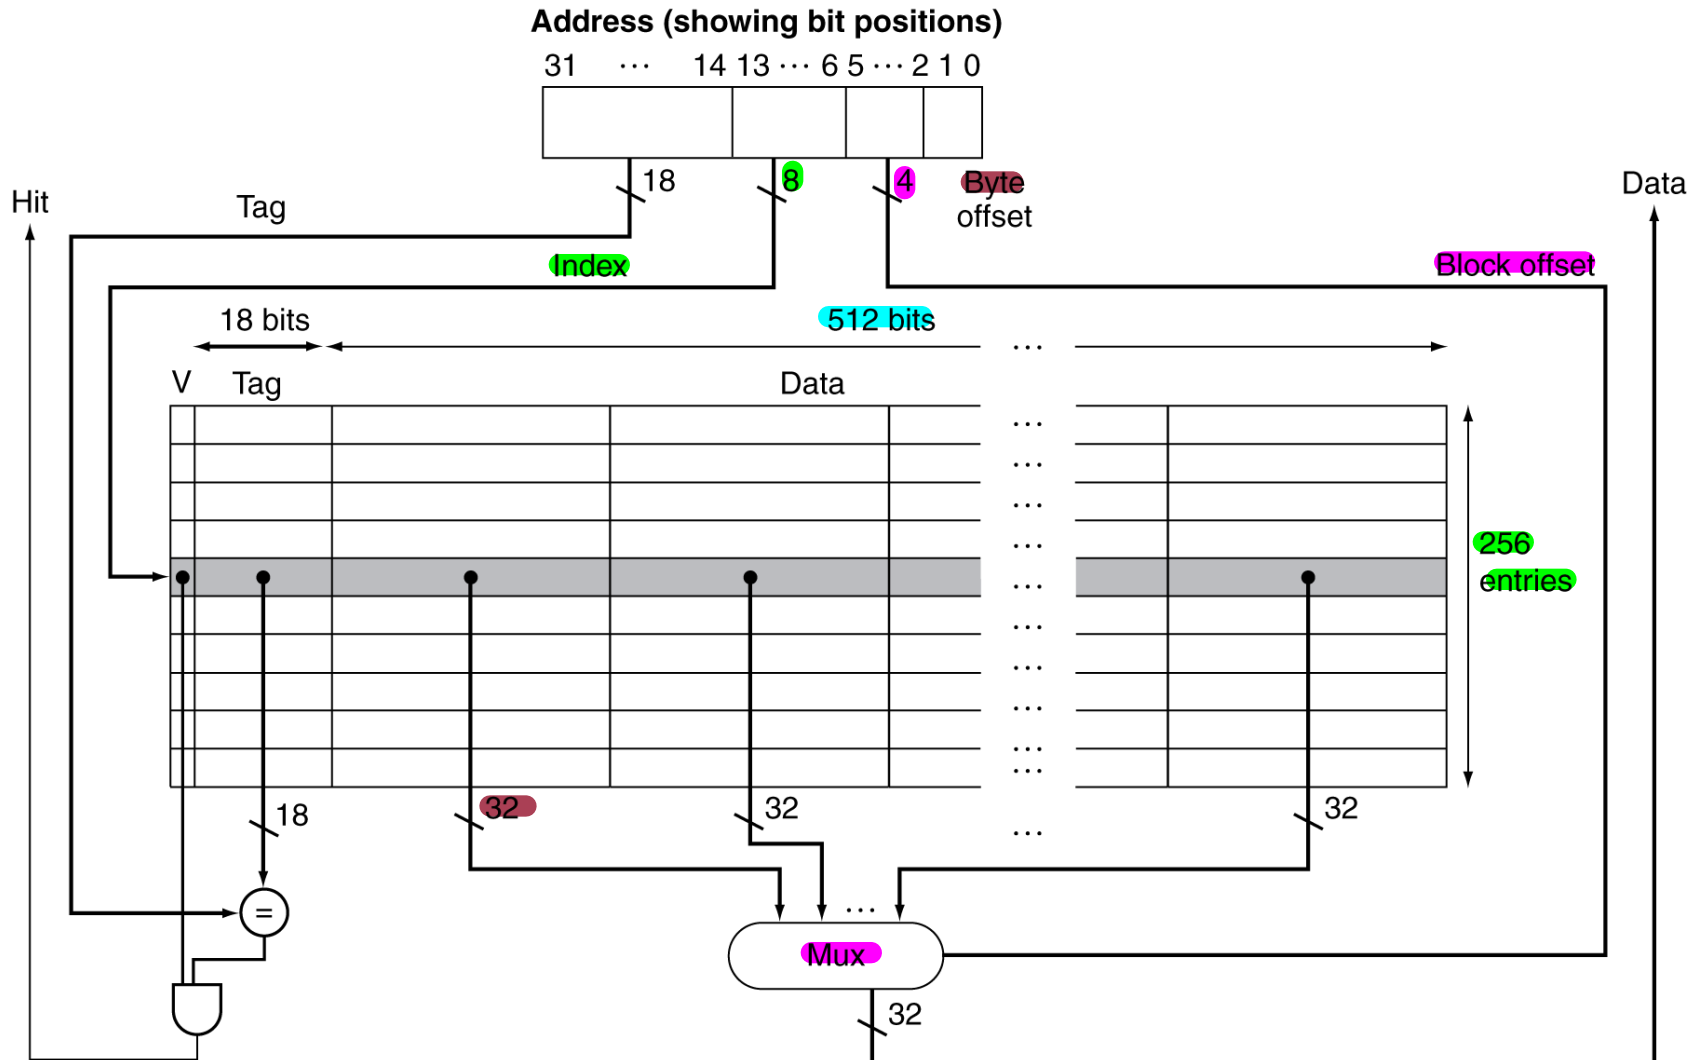 Address (showing bit positions)
31 ... 14 13 ... 6 5 ... 2 1 0
18 8 4 Byte
offset
Hit
Tag
Data
Index
Block offset
18 bits
512 bits
...
V Tag Data
...
...
...
...
...
...
...
...
...
...
256
entries
18 32 32 ... 32
=
...
Mux
32